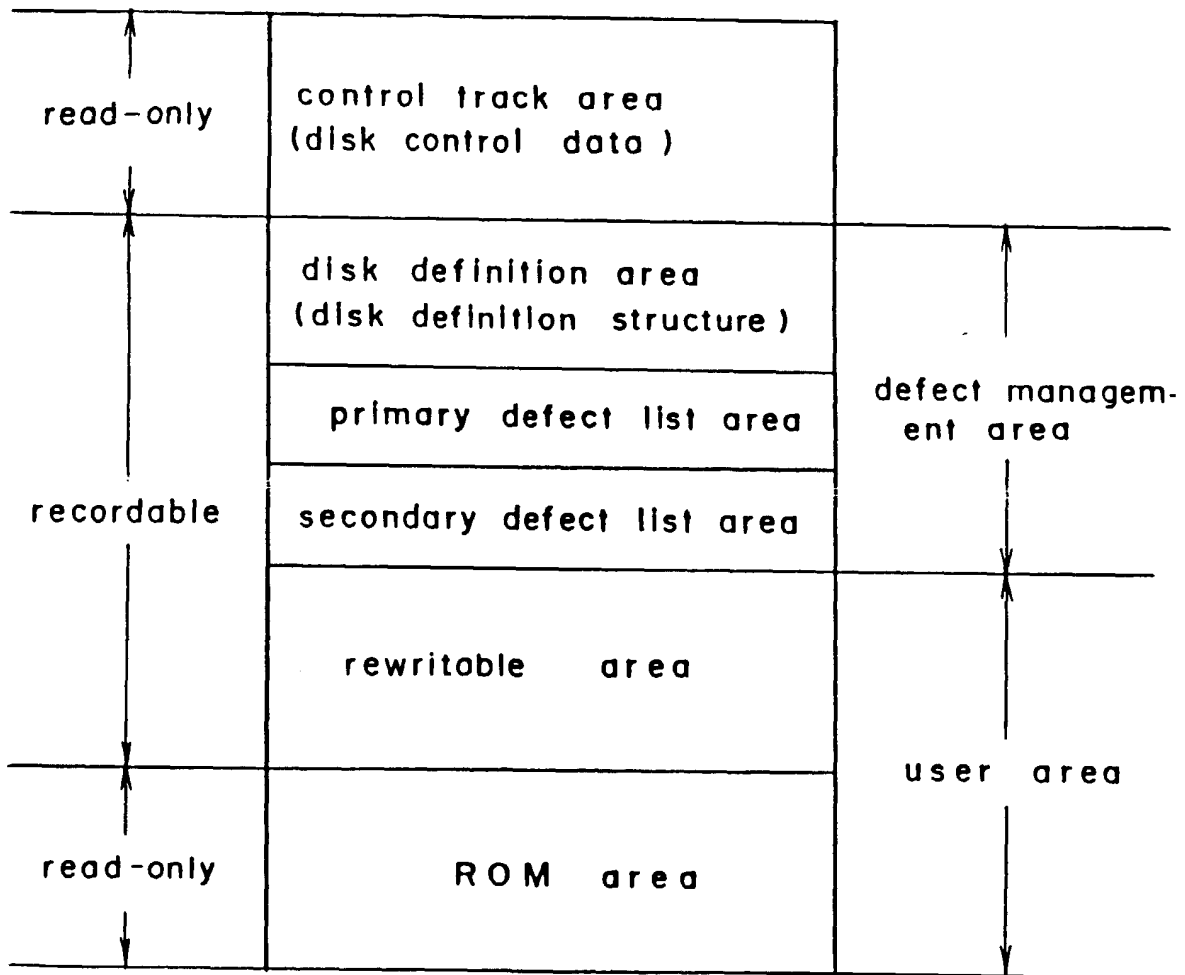 read-only
control track area
(disk control data)
disk definition area
(disk definition structure)
primary defect list area
defect managem-
ent area
recordable
secondary defect list area
rewritable area
user area
read-only
ROM area